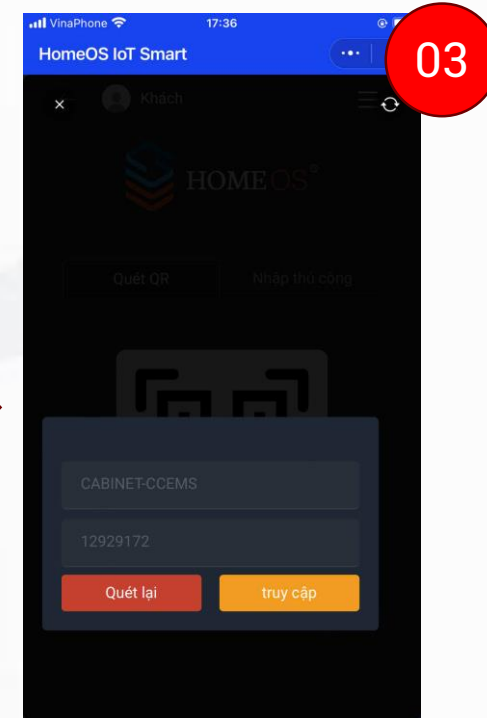 VinaPhone 17:36
HomeOS IoT Smart
03
Khách
HOMEOS®
Quét QR Nhập thủ công
CABINET-CCEMS
12929172
Quét lại truy cập